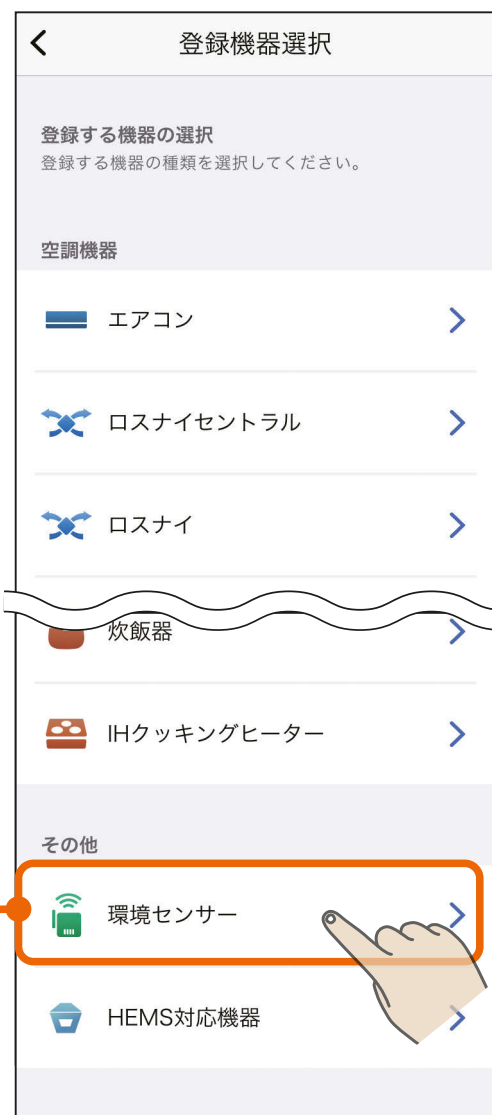 登録機器選択
登録する機器の選択
登録する機器の種類を選択してください。
空調機器
エアコン
ロスナイセントラル
ロスナイ
炊飯器
IHクッキングヒーター
その他
環境センサー
HEMS対応機器